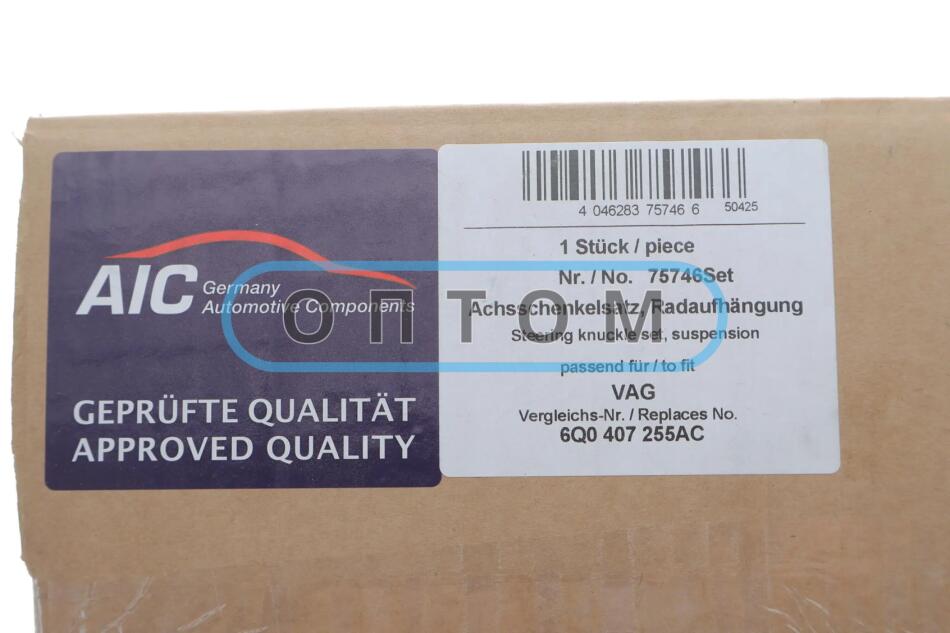 AIC Germany
Automotive Components
GEPRÜFTE QUALITÄT
APPROVED QUALITY
4 046283 75746 6 50425
1 Stück / piece
Nr. / No. 75746Set
Achsschenkelsatz, Radaufhängung
Steering knuckle set, suspension
passend für / to fit
VAG
Vergleichs-Nr. / Replaces No.
6Q0 407 255AC
ОПТОМ